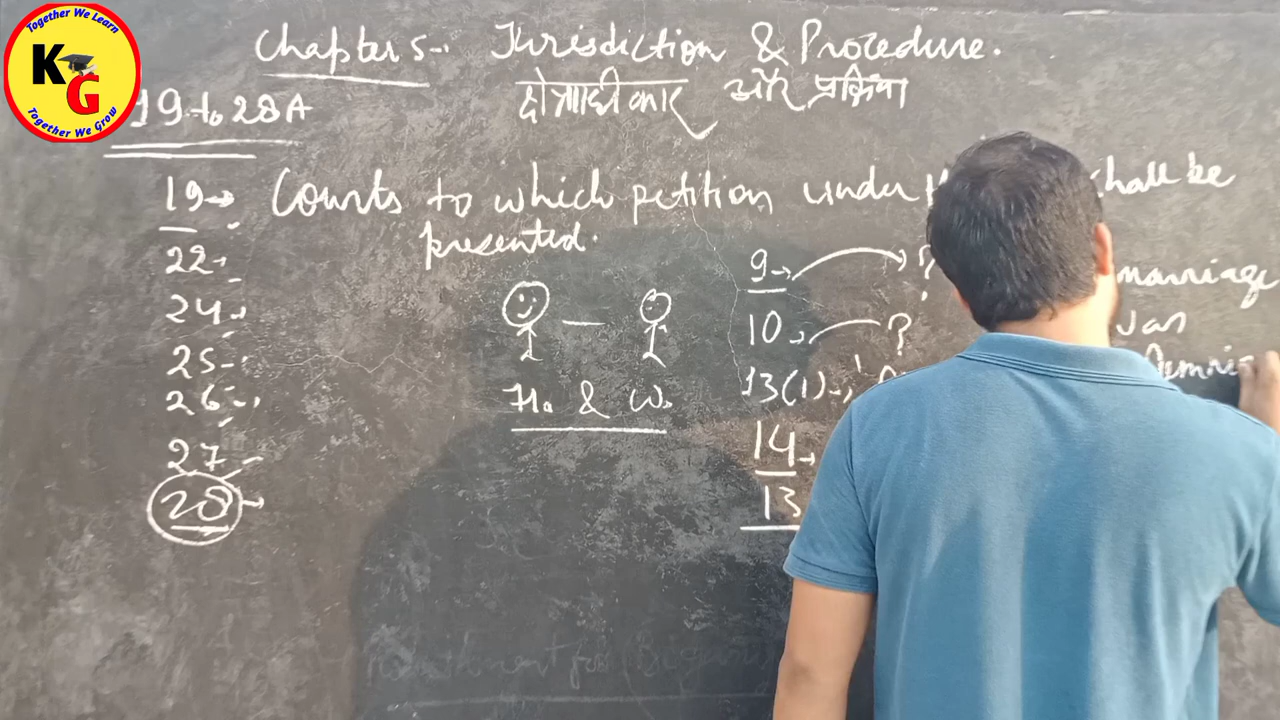 Together We Learn
KG
Together We Grow
Chapter 5-. Jurisdiction & Procedure.
और
19 to 28A
19 → Courts to which petition under shall be
presented.
22 →
24 →
25 →
26 →
27 –
28 →
H. & W.
9 → ?
10 → ?
13(1) →
14 →
13
marriage